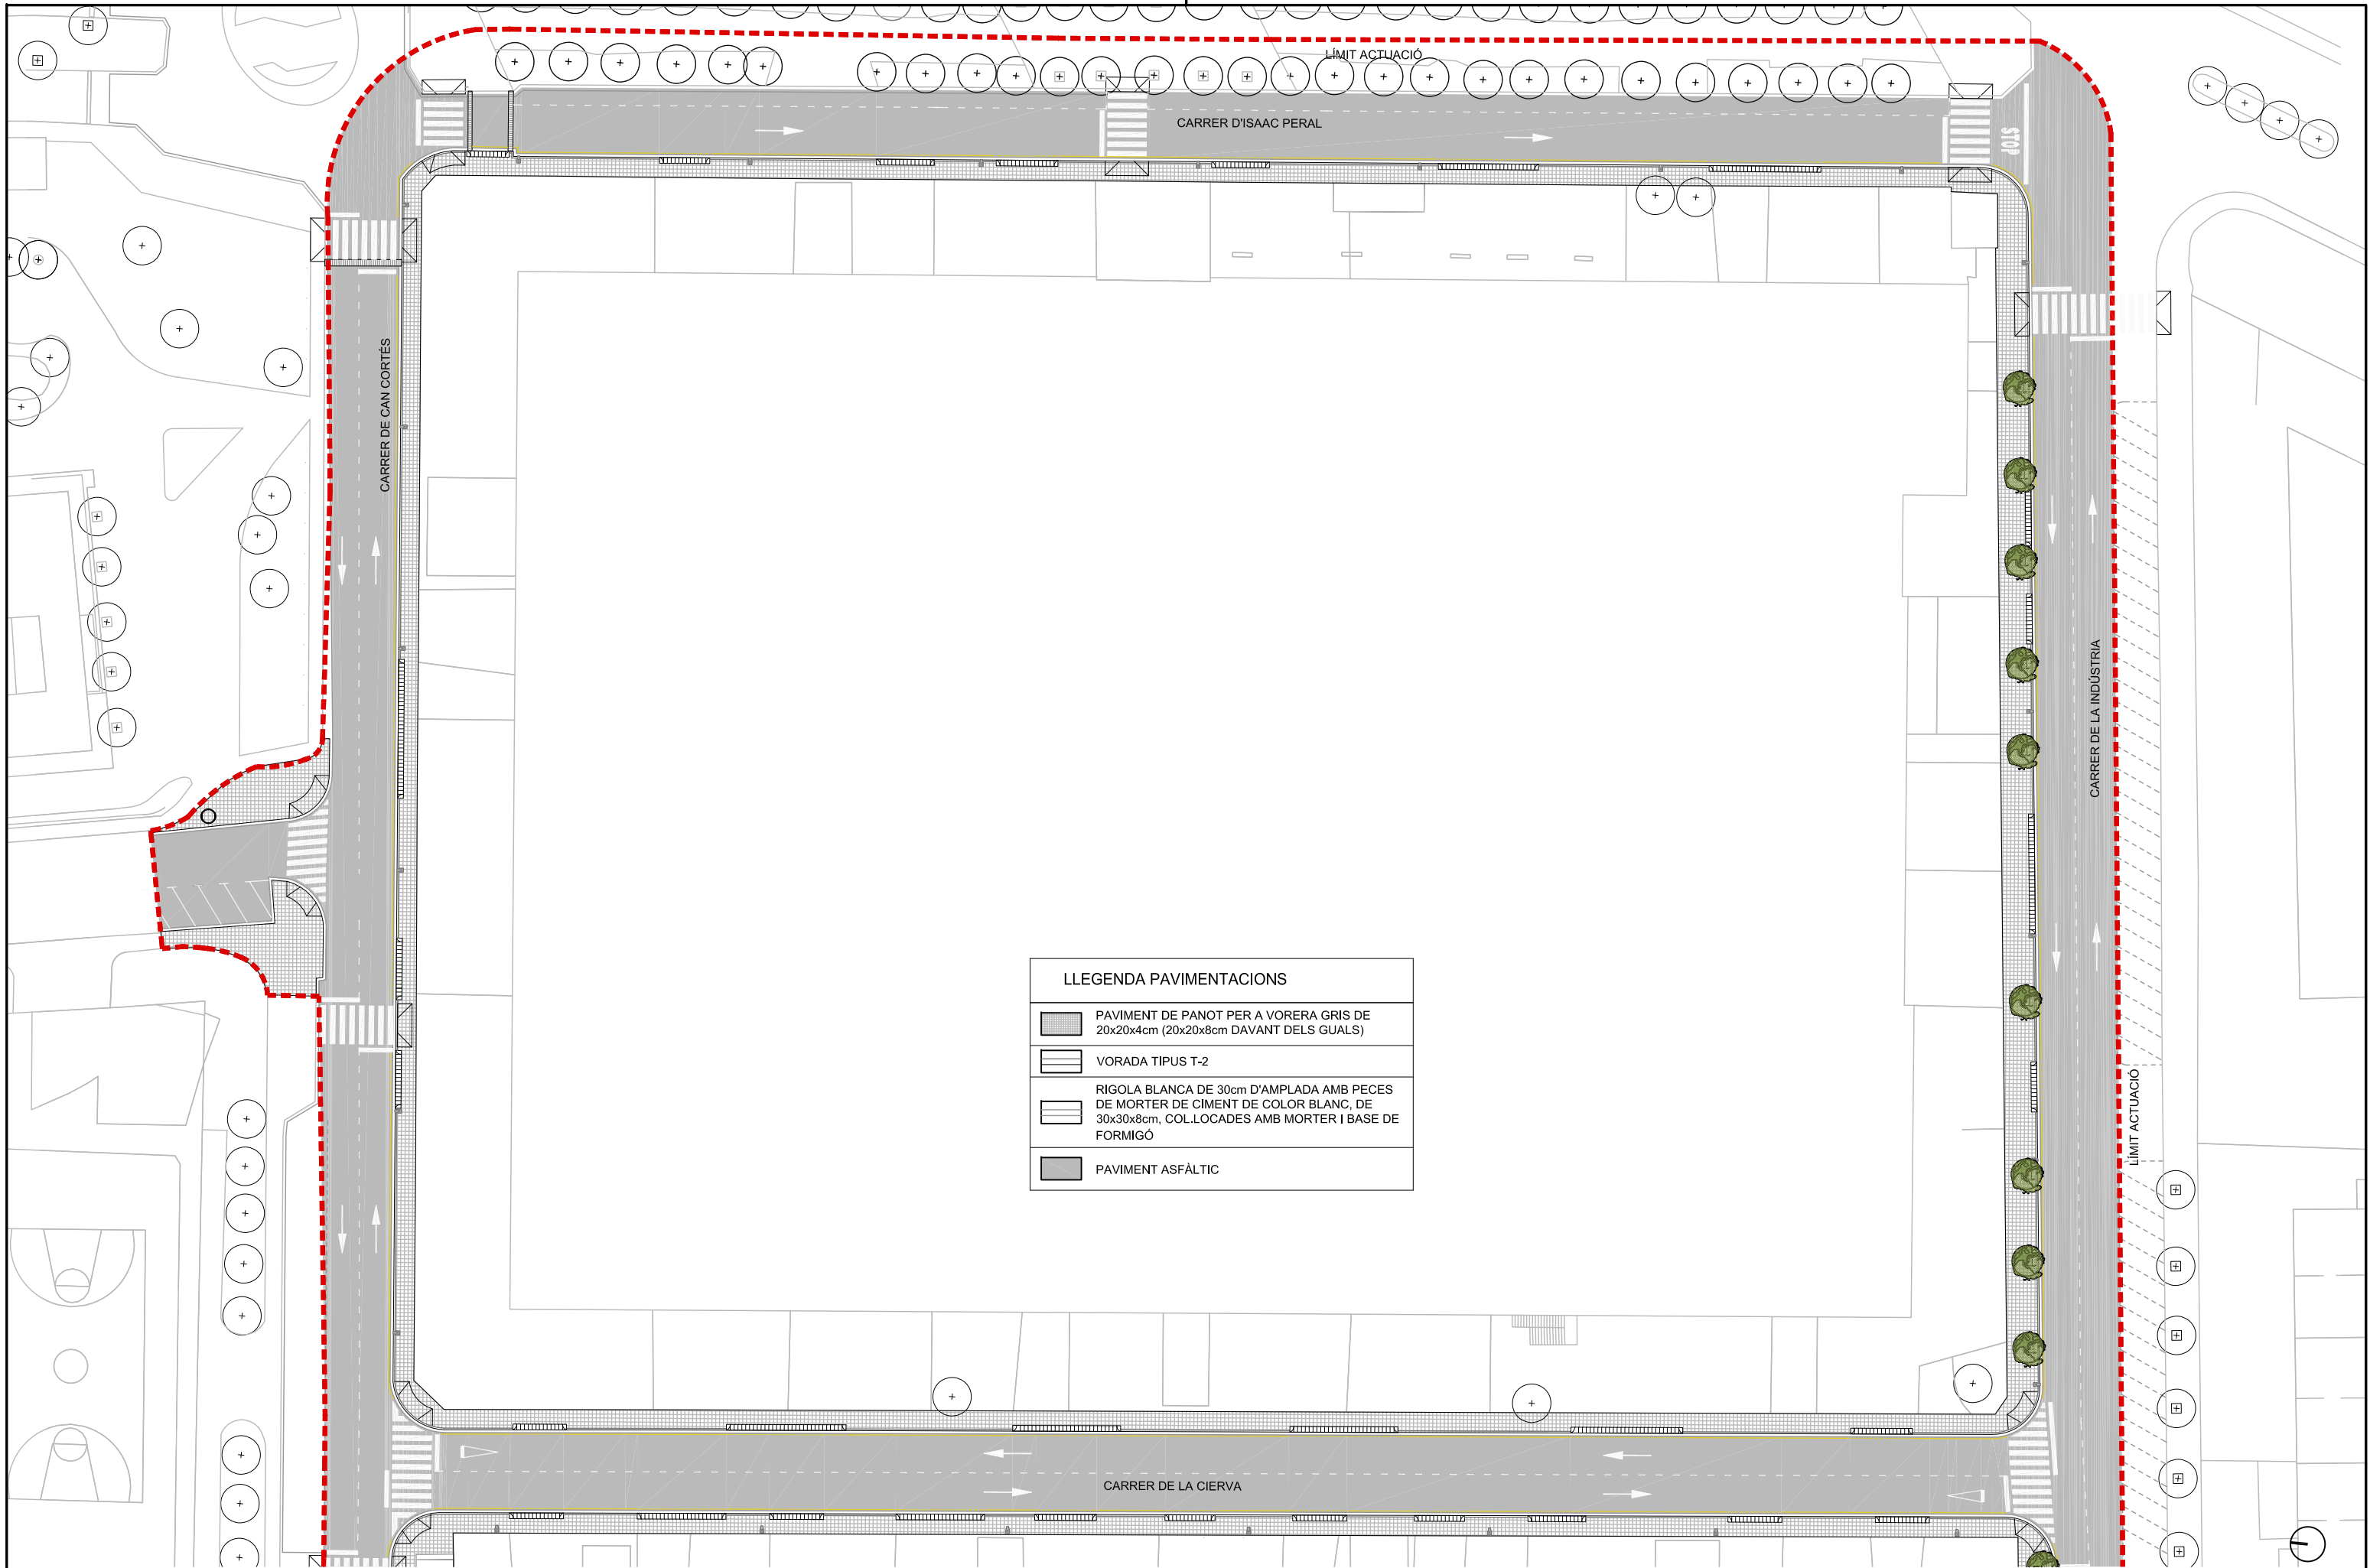 LÍMIT ACTUACIÓ
CARRER D'ISAAC PERAL
STOP
CARRER DE CAN CORTÉS
CARRER DE LA INDÚSTRIA
LLEGENDA PAVIMENTACIONS
PAVIMENT DE PANOT PER A VORERA GRIS DE
20x20x4cm (20x20x8cm DAVANT DELS GUALS)
VORADA TIPUS T-2
RIGOLA BLANCA DE 30cm D'AMPLADA AMB PECES
DE MORTER DE CIMENT DE COLOR BLANC, DE
30x30x8cm, COL.LOCADES AMB MORTER I BASE DE
FORMIGÓ
PAVIMENT ASFÀLTIC
LÍMIT ACTUACIÓ
CARRER DE LA CIERVA